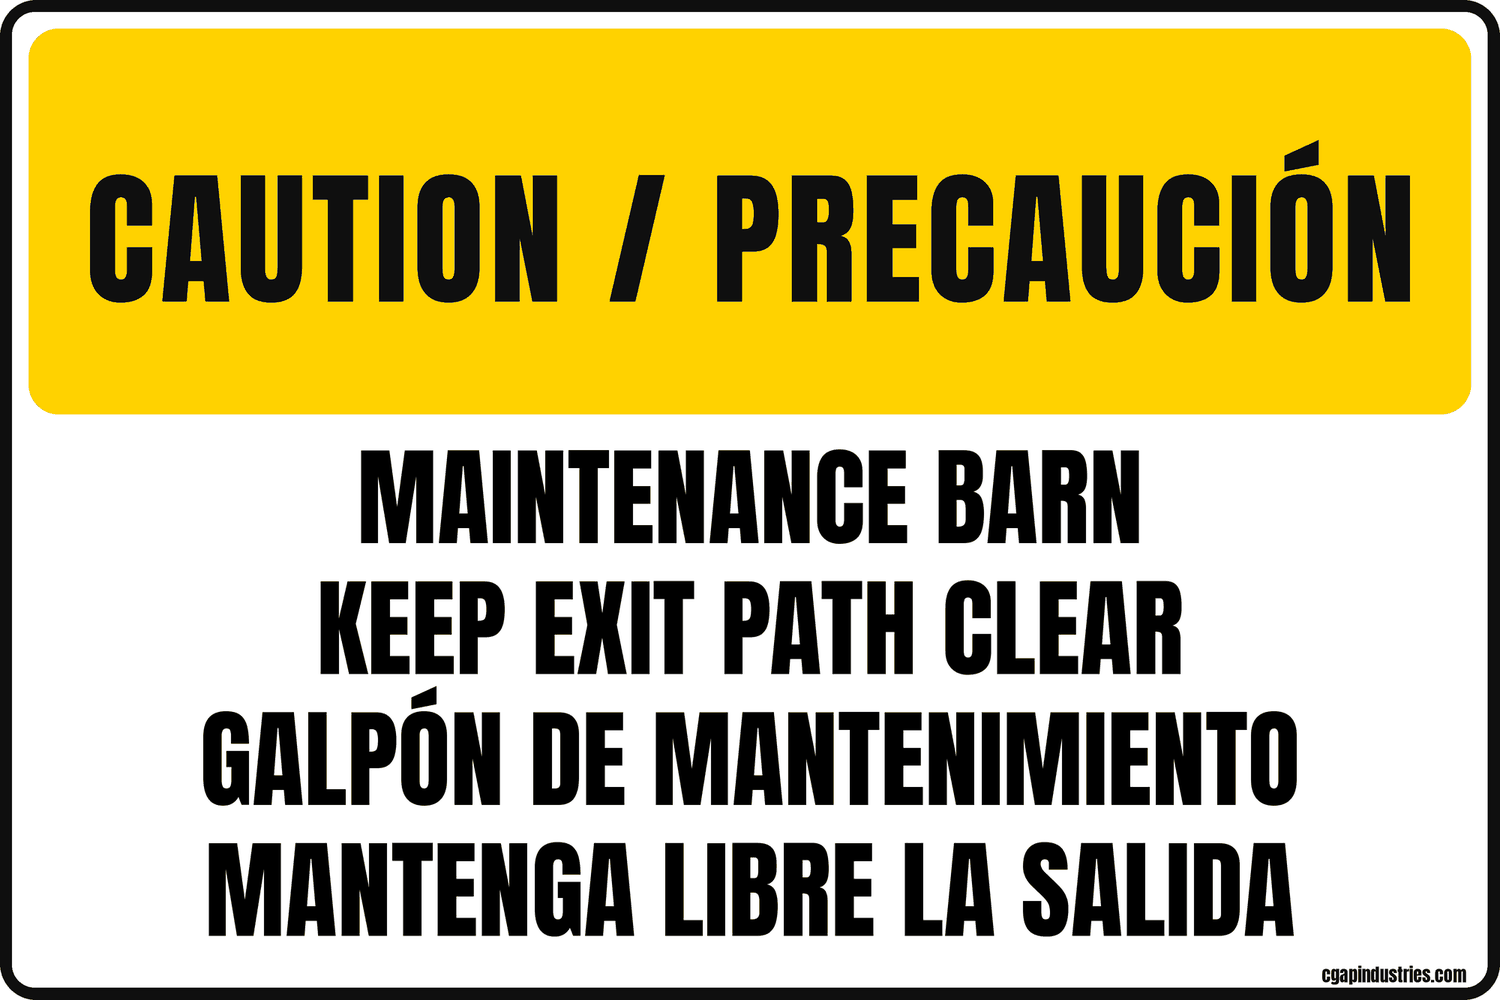 CAUTION / PRECAUCIÓN
MAINTENANCE BARN
KEEP EXIT PATH CLEAR
GALPÓN DE MANTENIMIENTO
MANTENGA LIBRE LA SALIDA
cgapindustries.com